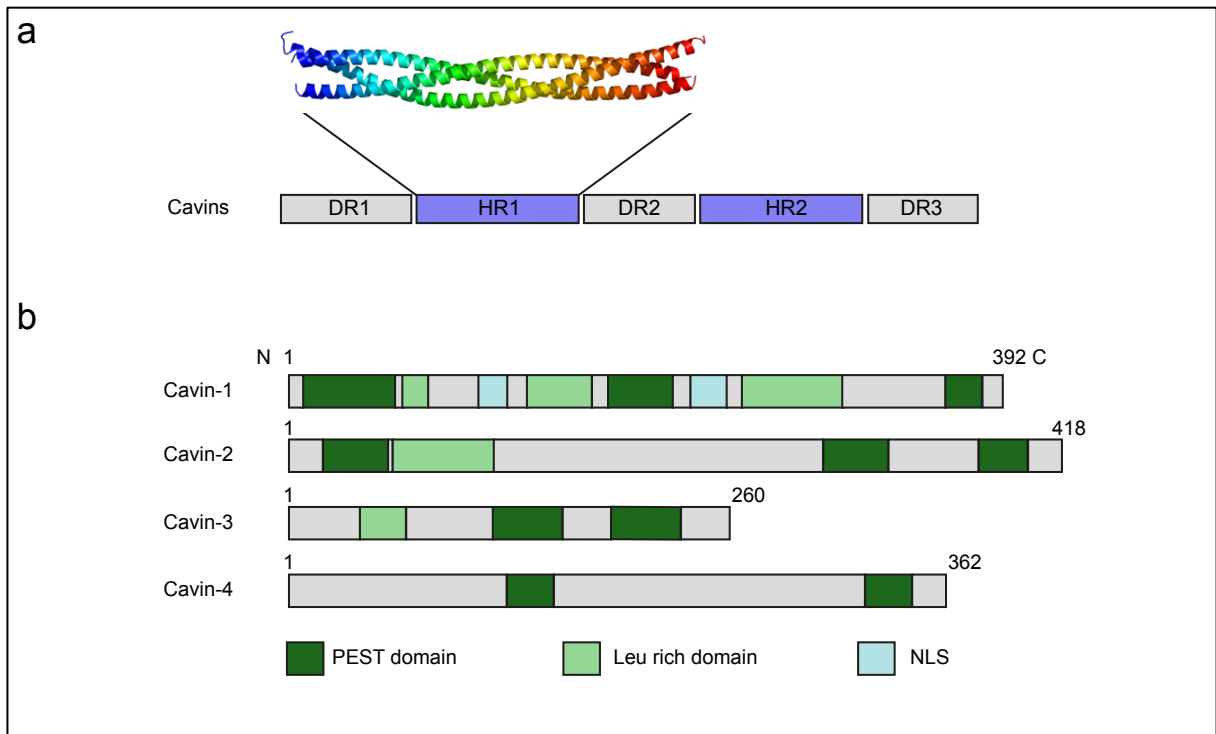 a
Cavins DR1 HR1 DR2 HR2 DR3
b
N 1 392 C
Cavin-1
1 418
Cavin-2
1 260
Cavin-3
1 362
Cavin-4
PEST domain Leu rich domain NLS